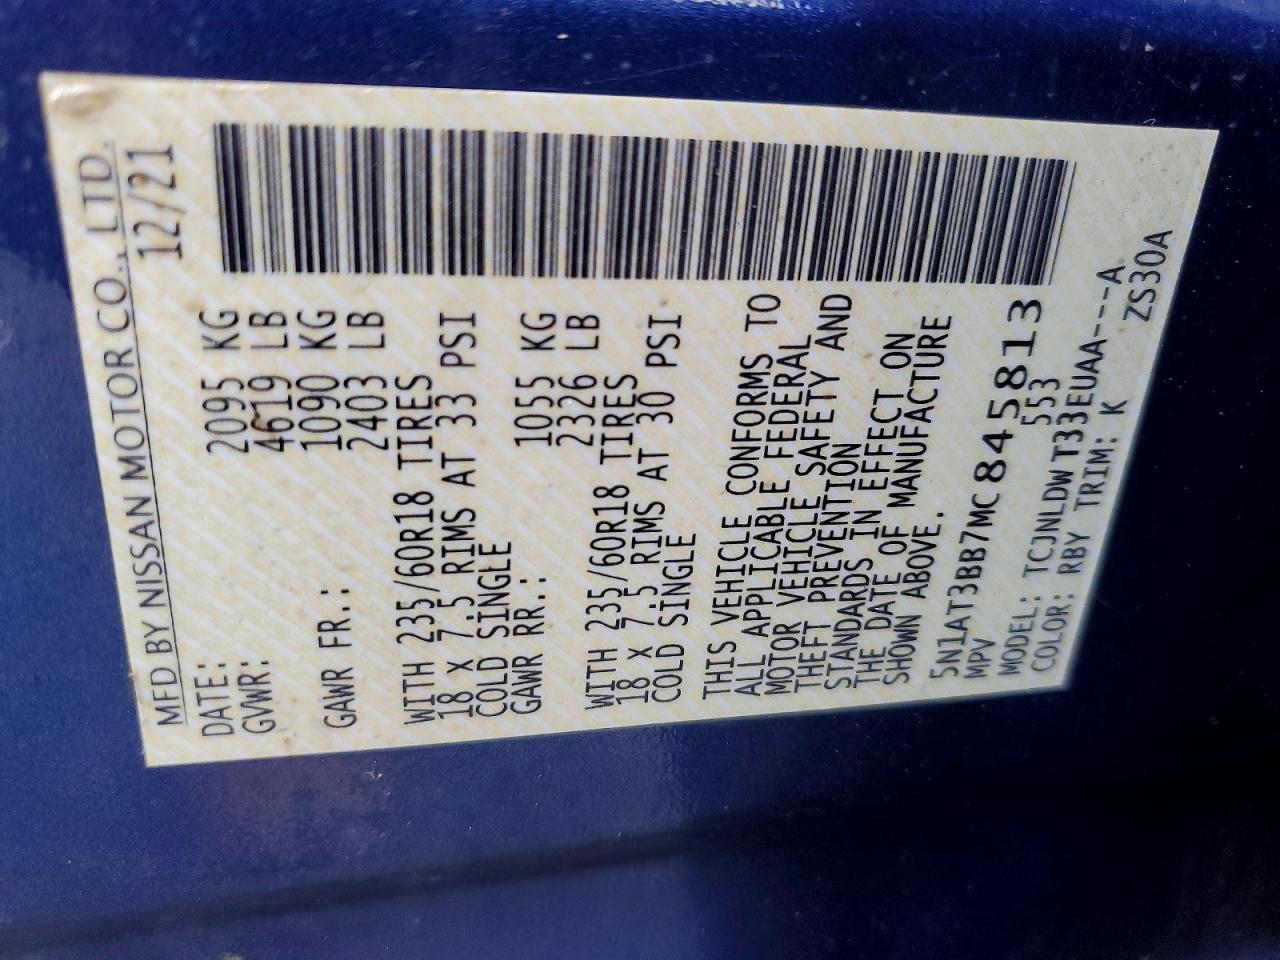 MFD BY NISSAN MOTOR CO., LTD.
DATE: 12/21
GVWR: 2095 KG
4619 LB
GAWR FR.: 1090 KG
2403 LB
WITH 235/60R18 TIRES
18 X 7.5 RIMS AT 33 PSI
COLD SINGLE
GAWR RR.: 1055 KG
2326 LB
WITH 235/60R18 TIRES
18 X 7.5 RIMS AT 30 PSI
COLD SINGLE
THIS VEHICLE CONFORMS TO
ALL APPLICABLE FEDERAL
MOTOR VEHICLE SAFETY AND
THEFT PREVENTION
STANDARDS IN EFFECT ON
THE DATE OF MANUFACTURE
SHOWN ABOVE.
5N1AT3BB7MC845813
MPV 553
MODEL: TCJNLDWT33EUAA---A
COLOR: RBY TRIM: K ZS30A